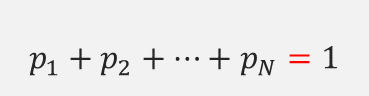 p₁ + p₂ + ⋯ + p_N = 1